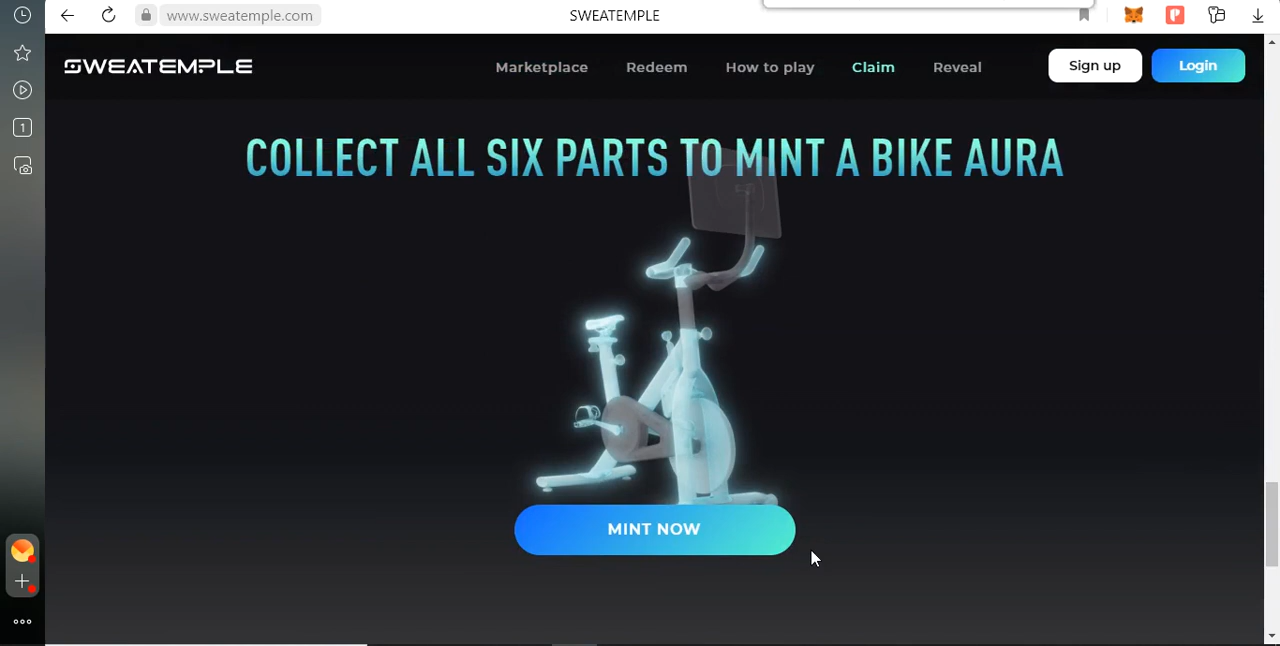 www.sweatemple.com
SWEATEMPLE
SWEATEMPLE
Marketplace
Redeem
How to play
Claim
Reveal
Sign up
Login
COLLECT ALL SIX PARTS TO MINT A BIKE AURA
MINT NOW
1